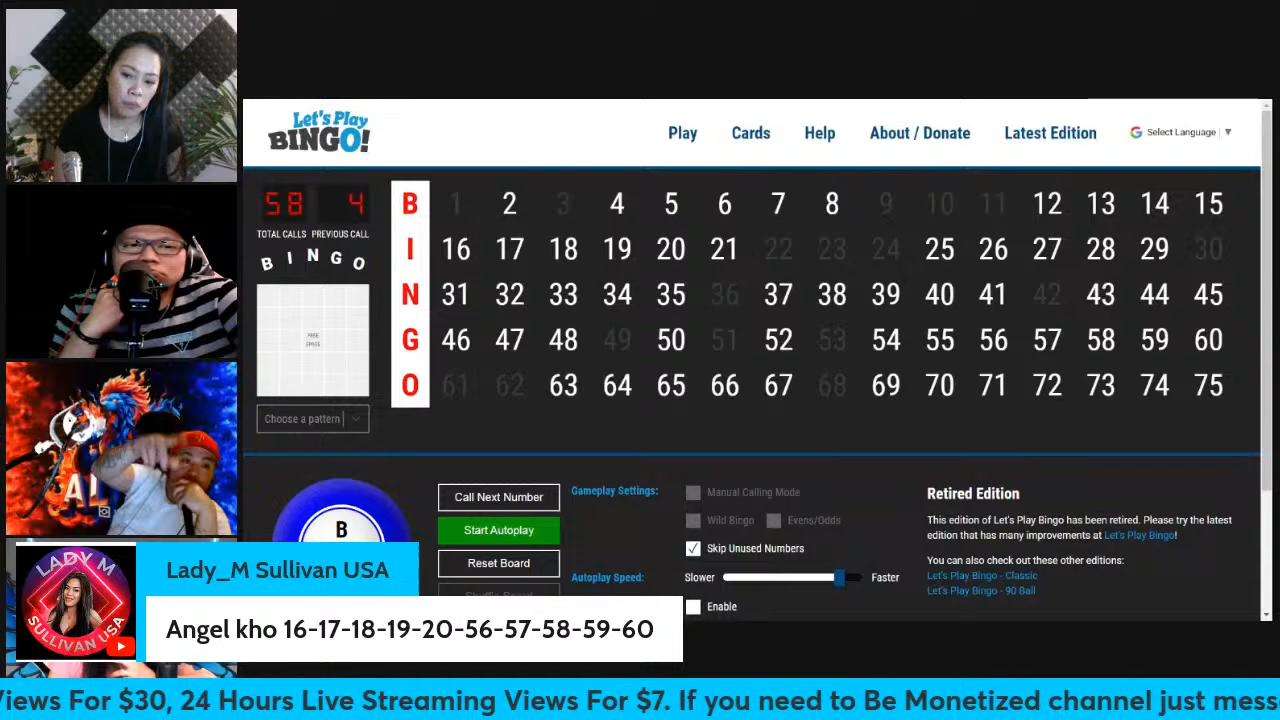 Let's Play
BINGO!
Play Cards Help About / Donate Latest Edition Select Language ▼
58 4
TOTAL CALLS PREVIOUS CALL
B I N G O
FREE
SPACE
Choose a pattern
B 1 2 3 4 5 6 7 8 9 10 11 12 13 14 15
I 16 17 18 19 20 21 22 23 24 25 26 27 28 29 30
N 31 32 33 34 35 36 37 38 39 40 41 42 43 44 45
G 46 47 48 49 50 51 52 53 54 55 56 57 58 59 60
O 61 62 63 64 65 66 67 68 69 70 71 72 73 74 75
B
Call Next Number
Start Autoplay
Reset Board
Shuffle Board
Gameplay Settings:
Manual Calling Mode
Wild Bingo Evens/Odds
Skip Unused Numbers
Autoplay Speed: Slower Faster
Enable
Retired Edition
This edition of Let's Play Bingo has been retired. Please try the latest
edition that has many improvements at Let's Play Bingo!
You can also check out these other editions:
Let's Play Bingo - Classic
Let's Play Bingo - 90 Ball
AL
LADY_M
SULLIVAN USA
Lady_M Sullivan USA
Angel kho 16-17-18-19-20-56-57-58-59-60
Views For $30, 24 Hours Live Streaming Views For $7. If you need to Be Monetized channel just mess